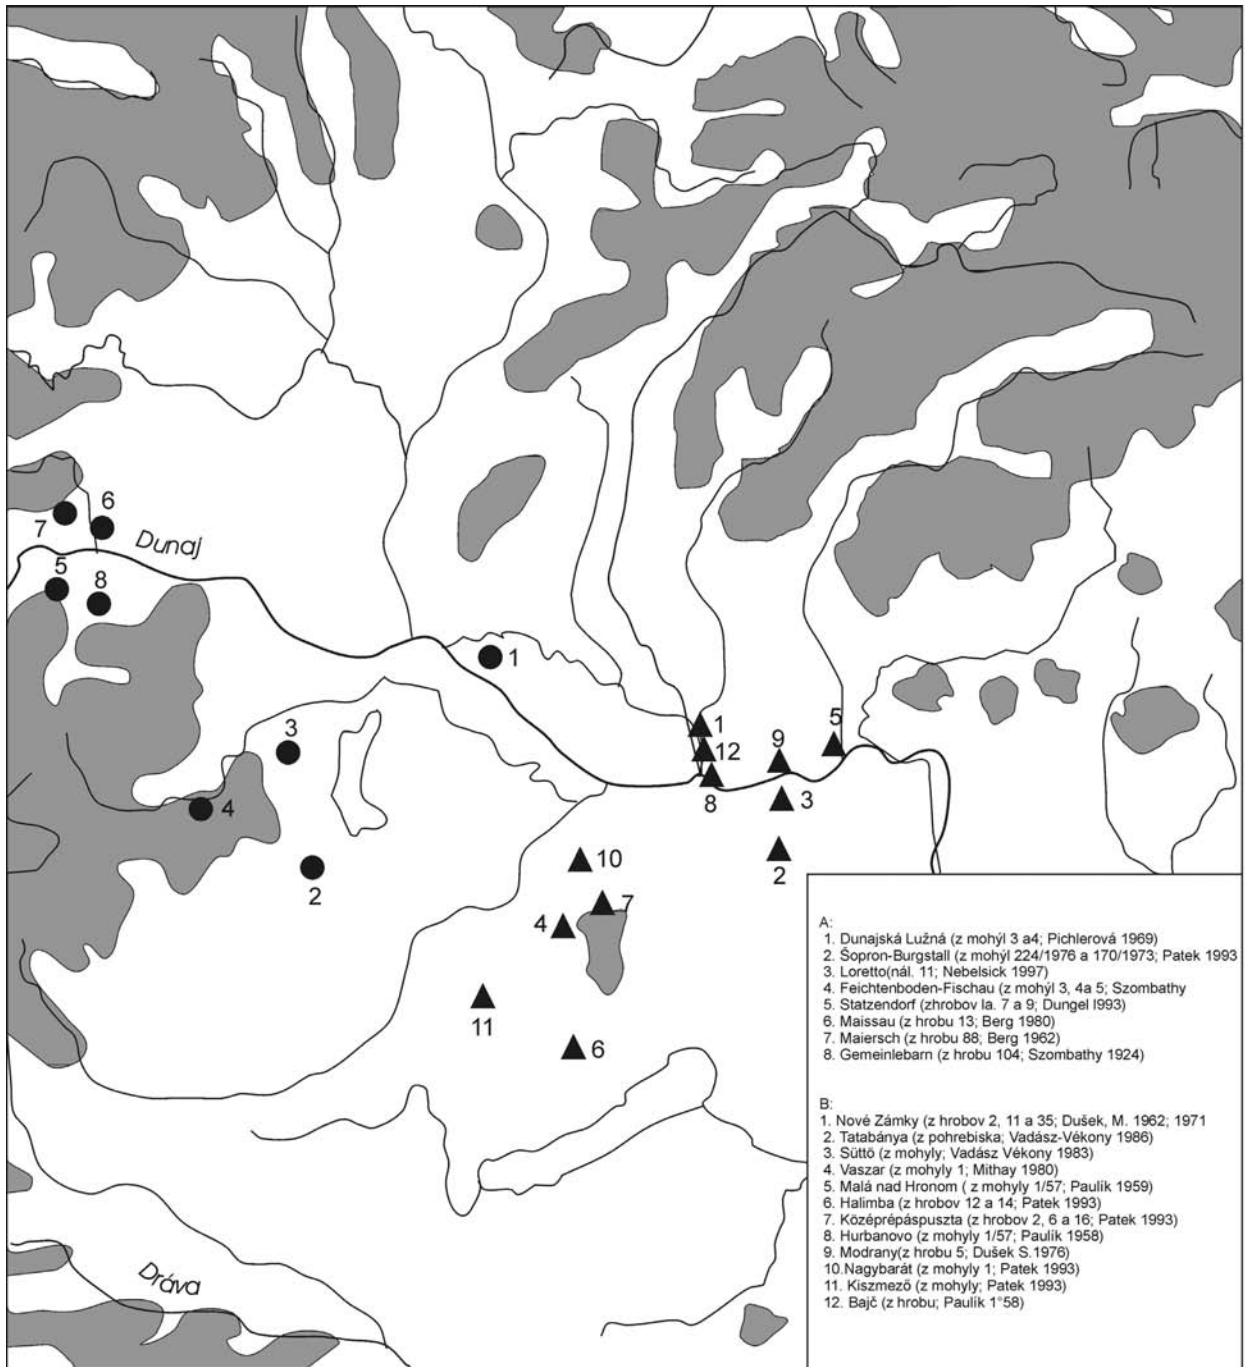 6
7
Dunaj
5
8
1
3
1
9
5
12
4
8
3
10
2
2
7
4
11
6
Dráva
A:
1. Dunajská Lužná (z mohýl 3 a4; Pichlerová 1969)
2. Šopron-Burgstall (z mohýl 224/1976 a 170/1973; Patek 1993
3. Loretto(nál. 11; Nebelsick 1997)
4. Feichtenboden-Fischau (z mohýl 3, 4a 5; Szombathy
5. Statzendorf (zhrobov Ia. 7 a 9; Dungel I993)
6. Maissau (z hrobu 13; Berg 1980)
7. Maiersch (z hrobu 88; Berg 1962)
8. Gemeinlebarn (z hrobu 104; Szombathy 1924)
B:
1. Nové Zámky (z hrobov 2, 11 a 35; Dušek, M. 1962; 1971
2. Tatabánya (z pohrebiska; Vadász-Vékony 1986)
3. Süttö (z mohyly; Vadász Vékony 1983)
4. Vaszar (z mohyly 1; Mithay 1980)
5. Malá nad Hronom ( z mohyly 1/57; Paulík 1959)
6. Halimba (z hrobov 12 a 14; Patek 1993)
7. Középrépáspuszta (z hrobov 2, 6 a 16; Patek 1993)
8. Hurbanovo (z mohyly 1/57; Paulík 1958)
9. Modrany(z hrobu 5; Dušek S.1976)
10.Nagybarát (z mohyly 1; Patek 1993)
11. Kiszmező (z mohyly; Patek 1993)
12. Bajč (z hrobu; Paulík 1°58)